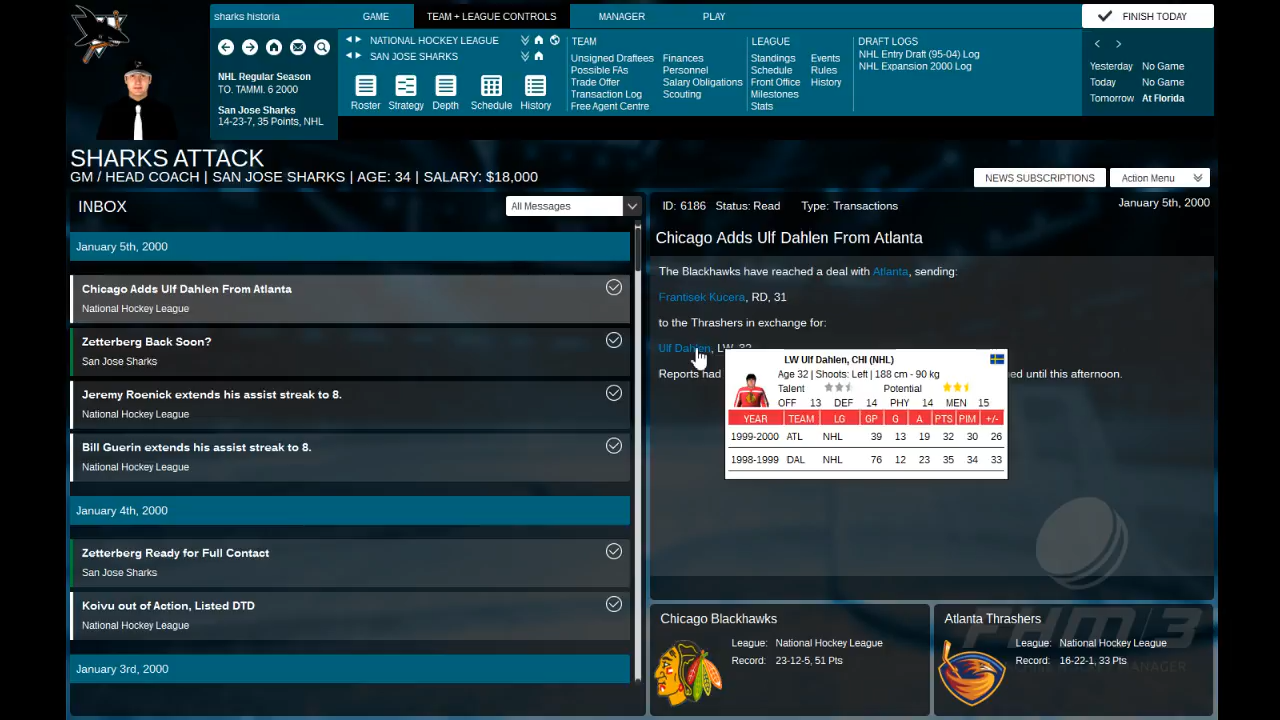 sharks historia
GAME
TEAM + LEAGUE CONTROLS
MANAGER
PLAY
FINISH TODAY
NATIONAL HOCKEY LEAGUE
SAN JOSE SHARKS
Roster
Strategy
Depth
Schedule
History
NHL Regular Season
TO. TAMMI. 6 2000
San Jose Sharks
14-23-7, 35 Points, NHL
TEAM
Unsigned Draftees
Finances
Possible FAs
Personnel
Trade Offer
Salary Obligations
Transaction Log
Scouting
Free Agent Centre
LEAGUE
Standings
Events
Schedule
Rules
Front Office
History
Milestones
Stats
DRAFT LOGS
NHL Entry Draft (95-04) Log
NHL Expansion 2000 Log
Yesterday No Game
Today No Game
Tomorrow At Florida
SHARKS ATTACK
GM / HEAD COACH | SAN JOSE SHARKS | AGE: 34 | SALARY: $18,000
NEWS SUBSCRIPTIONS
Action Menu
INBOX
All Messages
January 5th, 2000
Chicago Adds Ulf Dahlen From Atlanta
National Hockey League
Zetterberg Back Soon?
San Jose Sharks
Jeremy Roenick extends his assist streak to 8.
National Hockey League
Bill Guerin extends his assist streak to 8.
National Hockey League
January 4th, 2000
Zetterberg Ready for Full Contact
San Jose Sharks
Koivu out of Action, Listed DTD
National Hockey League
January 3rd, 2000
ID: 6186 Status: Read Type: Transactions
January 5th, 2000
Chicago Adds Ulf Dahlen From Atlanta
The Blackhawks have reached a deal with Atlanta, sending:
Frantisek Kucera, RD, 31
to the Thrashers in exchange for:
Ulf Dahlen, LW, 32
Reports had
ned until this afternoon.
LW Ulf Dahlen, CHI (NHL)
Age 32 | Shoots: Left | 188 cm - 90 kg
Talent Potential
OFF 13 DEF 14 PHY 14 MEN 15
YEAR TEAM LG GP G A PTS PIM +/-
1999-2000 ATL NHL 39 13 19 32 30 26
1998-1999 DAL NHL 76 12 23 35 34 33
Chicago Blackhawks
League: National Hockey League
Record: 23-12-5, 51 Pts
Atlanta Thrashers
League: National Hockey League
Record: 16-22-1, 33 Pts